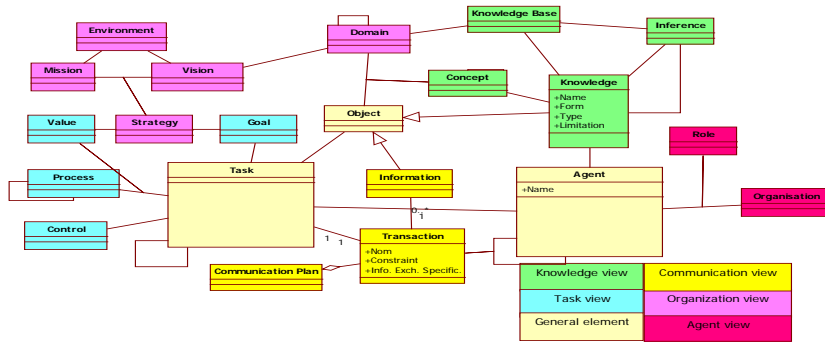 Environment
Mission
Vision
Domain
Knowledge Base
Inference
Concept
Knowledge
+Name
+Form
+Type
+Limitation
Value
Strategy
Goal
Object
Role
Process
Task
Information
Agent
+Name
Organisation
Control
0..*
1
1
1
Transaction
+Nom
+Constraint
+Info. Exch. Specific.
Communication Plan
Knowledge view
Communication view
Task view
Organization view
General element
Agent view